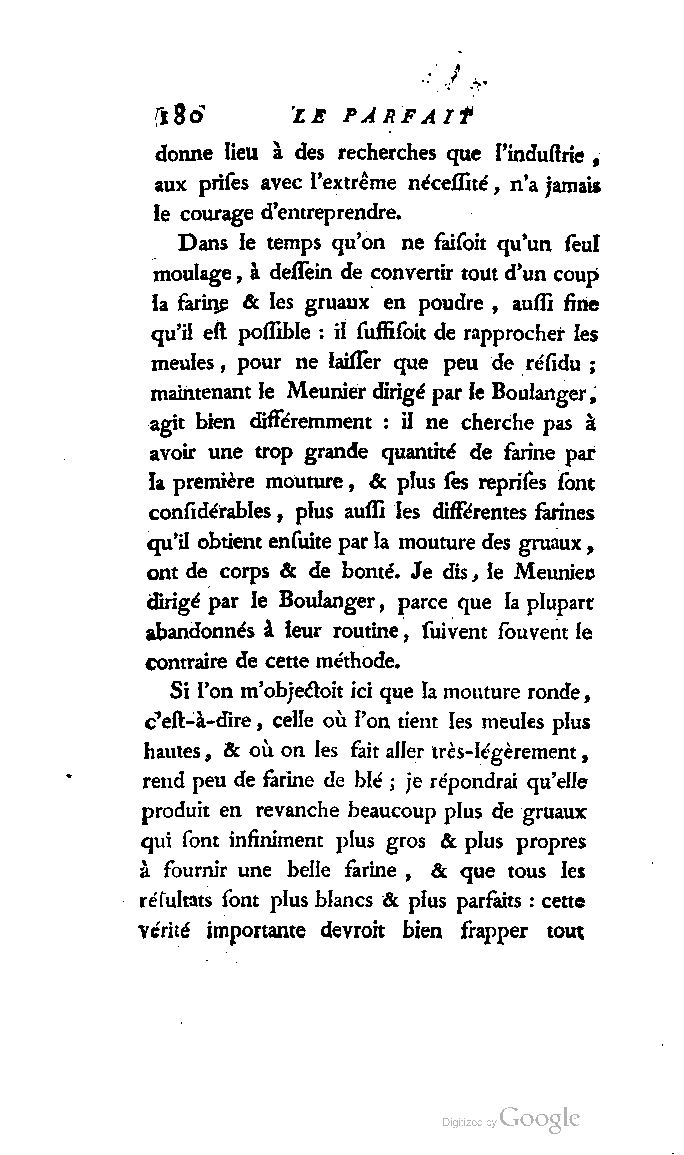 180 LE PARFAIT
donne lieu à des recherches que l'induſtrie,
aux priſes avec l'extrême néceſſité, n'a jamais
le courage d'entreprendre.
Dans le temps qu'on ne faiſoit qu'un ſeul
moulage, à deſſein de convertir tout d'un coup
la farine & les gruaux en poudre, auſſi fine
qu'il eſt poſſible : il ſuffiſoit de rapprocher les
meules, pour ne laiſſer que peu de réſidu ;
maintenant le Meunier dirigé par le Boulanger,
agit bien différemment : il ne cherche pas à
avoir une trop grande quantité de farine par
la première mouture, & plus ſes repriſes ſont
conſidérables, plus auſſi les différentes farines
qu'il obtient enſuite par la mouture des gruaux,
ont de corps & de bonté. Je dis, le Meunier
dirigé par le Boulanger, parce que la plupart
abandonnés à leur routine, ſuivent ſouvent le
contraire de cette méthode.
Si l'on m'objectoit ici que la mouture ronde,
c'eſt-à-dire, celle où l'on tient les meules plus
hautes, & où on les fait aller très-légèrement,
rend peu de farine de blé ; je répondrai qu'elle
produit en revanche beaucoup plus de gruaux
qui ſont infiniment plus gros & plus propres
à fournir une belle farine, & que tous les
réſultats ſont plus blancs & plus parfaits : cette
vérité importante devroit bien frapper tout
Digitized by Google